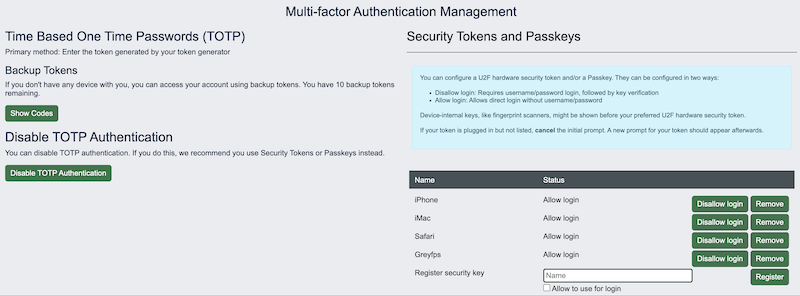 Multi-factor Authentication Management
Time Based One Time Passwords (TOTP)
Primary method: Enter the token generated by your token generator
Backup Tokens
If you don't have any device with you, you can access your account using backup tokens. You have 10 backup tokens
remaining.
Show Codes
Disable TOTP Authentication
You can disable TOTP authentication. If you do this, we recommend you use Security Tokens or Passkeys instead.
Disable TOTP Authentication
Security Tokens and Passkeys
You can configure a U2F hardware security token and/or a Passkey. They can be configured in two ways:
• Disallow login: Requires username/password login, followed by key verification
• Allow login: Allows direct login without username/password
Device-internal keys, like fingerprint scanners, might be shown before your preferred U2F hardware security token.
If your token is plugged in but not listed, cancel the initial prompt. A new prompt for your token should appear afterwards.
Name Status
iPhone Allow login Disallow login Remove
iMac Allow login Disallow login Remove
Safari Allow login Disallow login Remove
Greyfps Allow login Disallow login Remove
Register security key Name Register
Allow to use for login